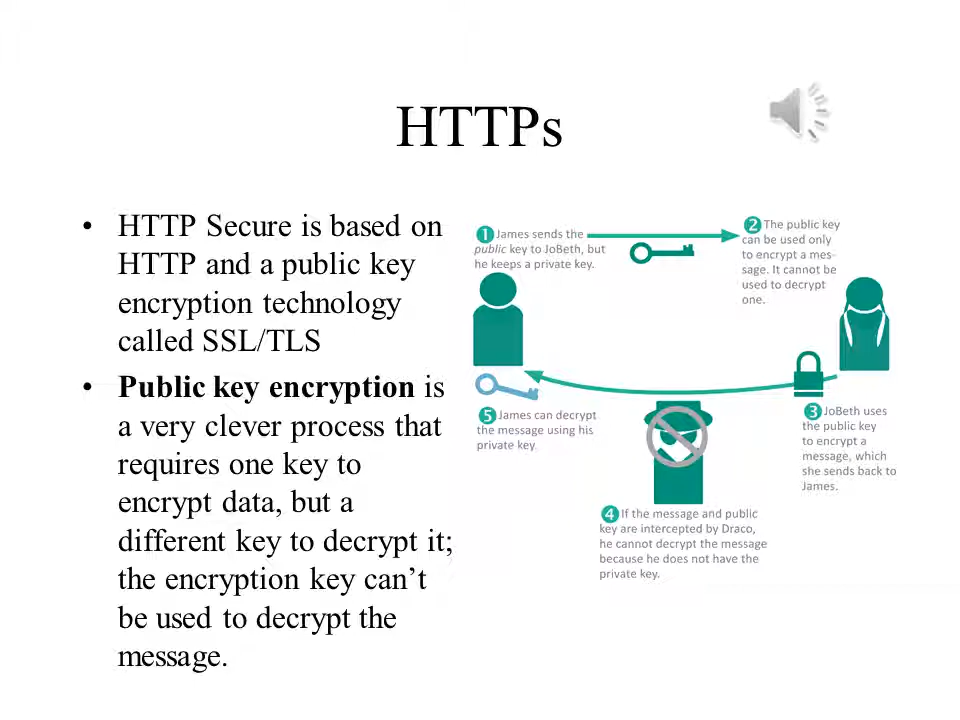 HTTPs
• HTTP Secure is based on
HTTP and a public key
encryption technology
called SSL/TLS
• Public key encryption is
a very clever process that
requires one key to
encrypt data, but a
different key to decrypt it;
the encryption key can’t
be used to decrypt the
message.
1 James sends the
public key to JoBeth, but
he keeps a private key.
2 The public key
can be used only
to encrypt a mes-
sage. It cannot be
used to decrypt
one.
3 JoBeth uses
the public key
to encrypt a
message, which
she sends back to
James.
4 If the message and public
key are intercepted by Draco,
he cannot decrypt the message
because he does not have the
private key.
5 James can decrypt
the message using his
private key.